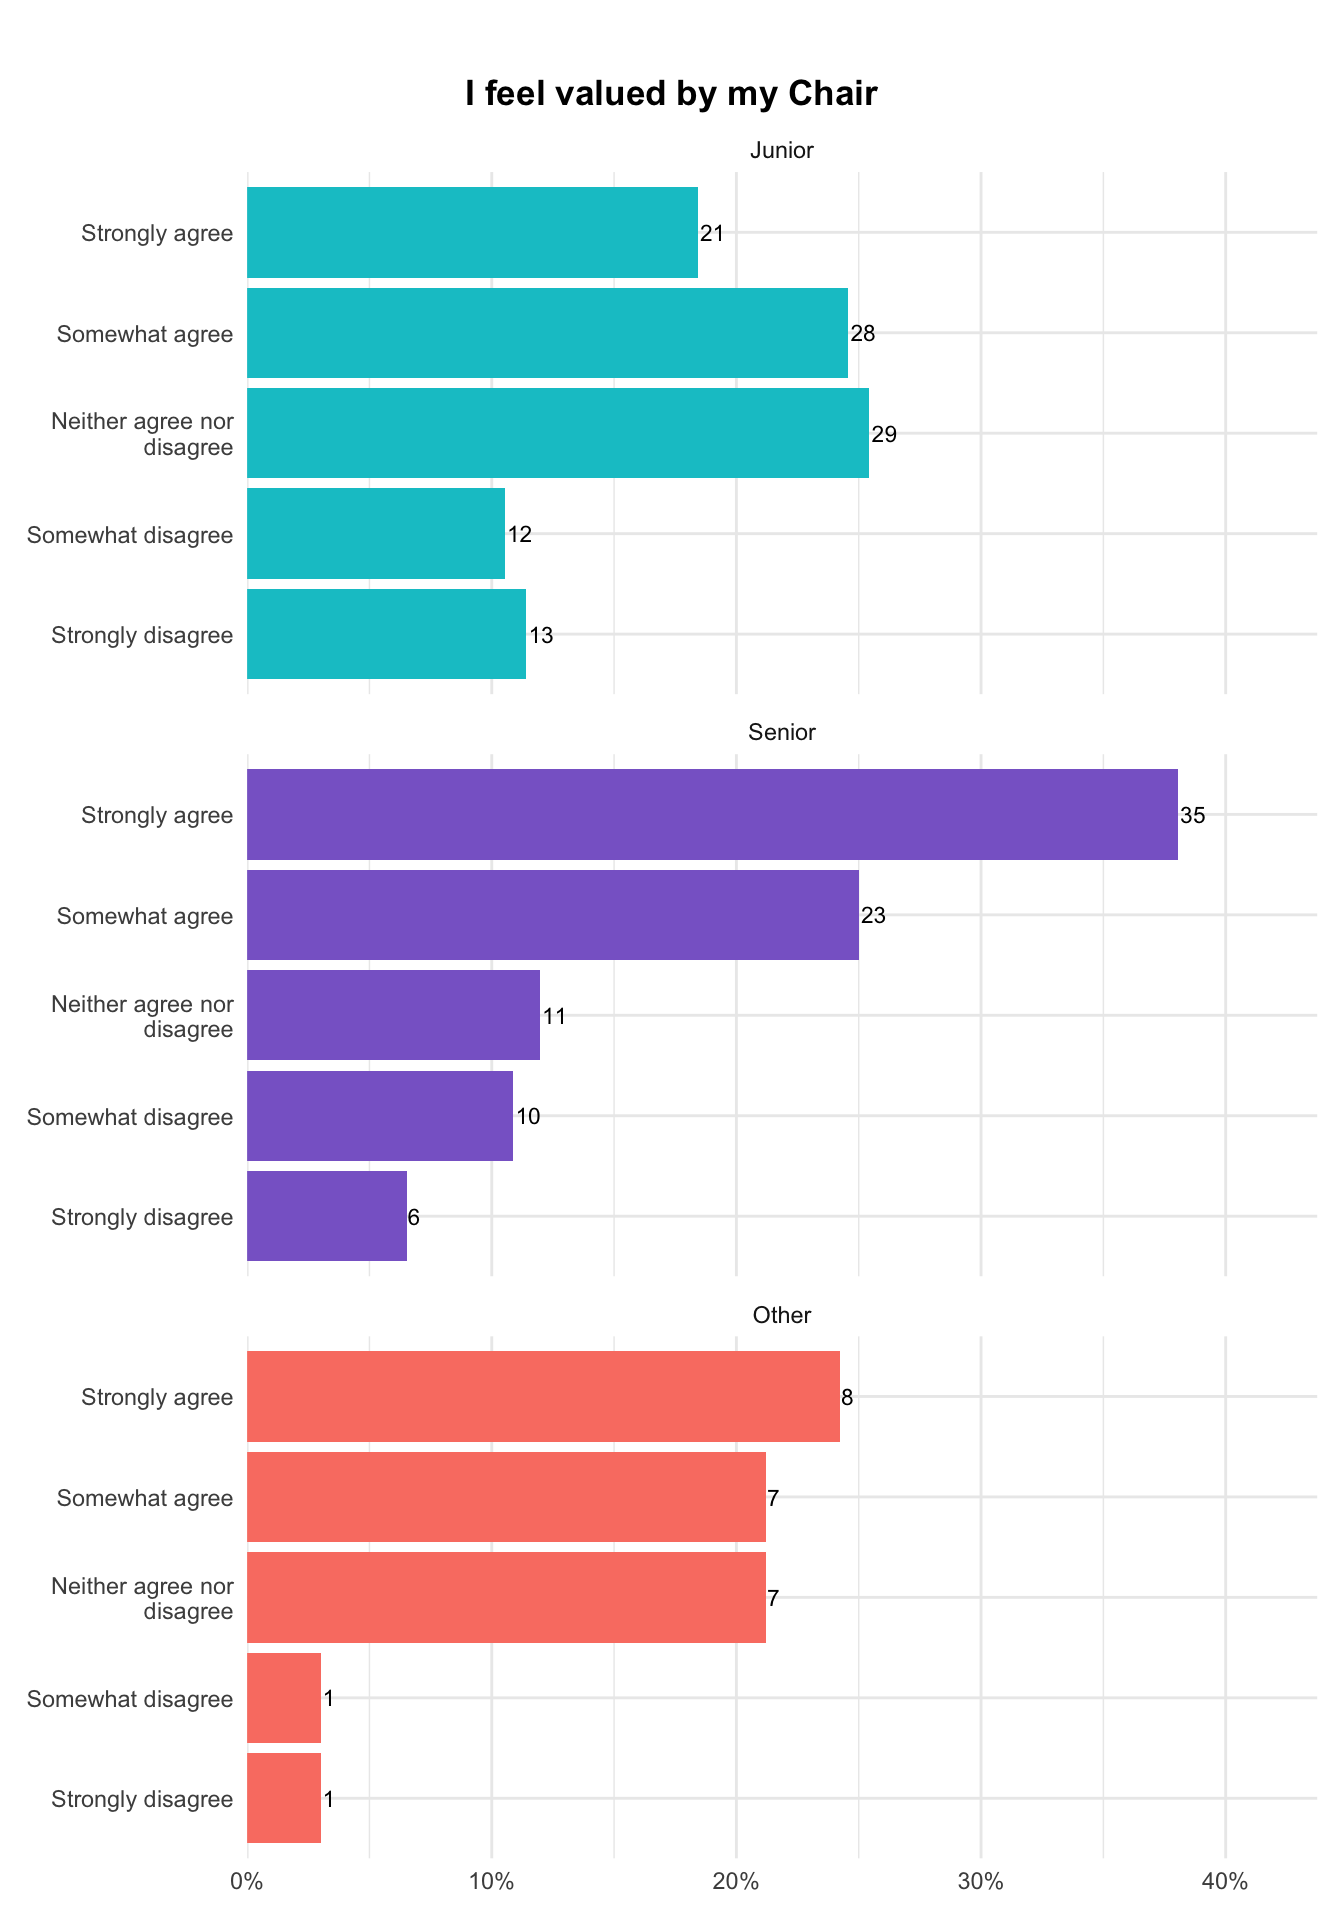 I feel valued by my Chair
Junior
Strongly agree
21
Somewhat agree
28
Neither agree nor
disagree
29
Somewhat disagree
12
Strongly disagree
13
Senior
Strongly agree
35
Somewhat agree
23
Neither agree nor
disagree
11
Somewhat disagree
10
Strongly disagree
6
Other
Strongly agree
8
Somewhat agree
7
Neither agree nor
disagree
7
Somewhat disagree
1
Strongly disagree
1
0% 10% 20% 30% 40%